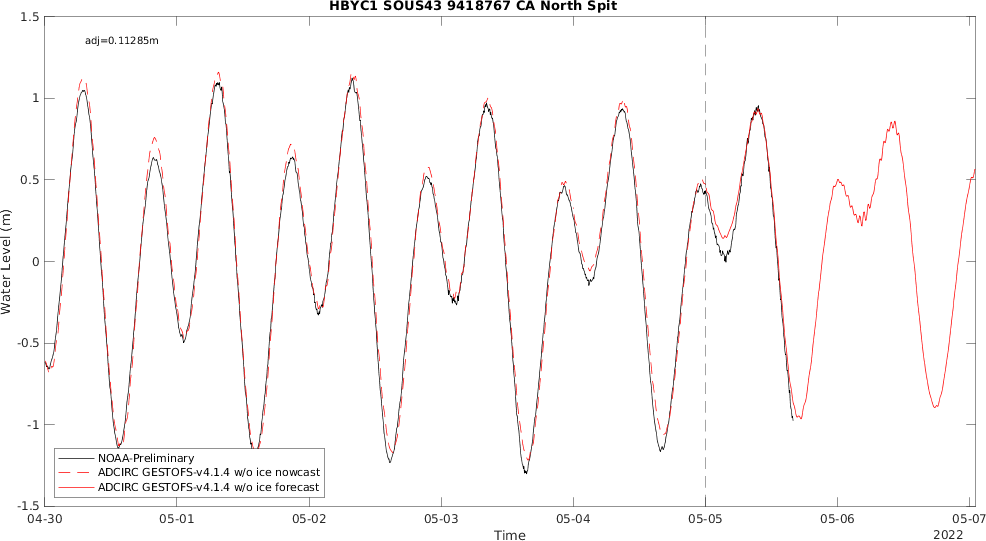 HBYC1 SOUS43 9418767 CA North Spit
adj=0.11285m
Water Level (m)
1.5
1
0.5
0
-0.5
-1
-1.5
NOAA-Preliminary
ADCIRC GESTOFS-v4.1.4 w/o ice nowcast
ADCIRC GESTOFS-v4.1.4 w/o ice forecast
04-30 05-01 05-02 05-03 05-04 05-05 05-06 05-07
Time
2022